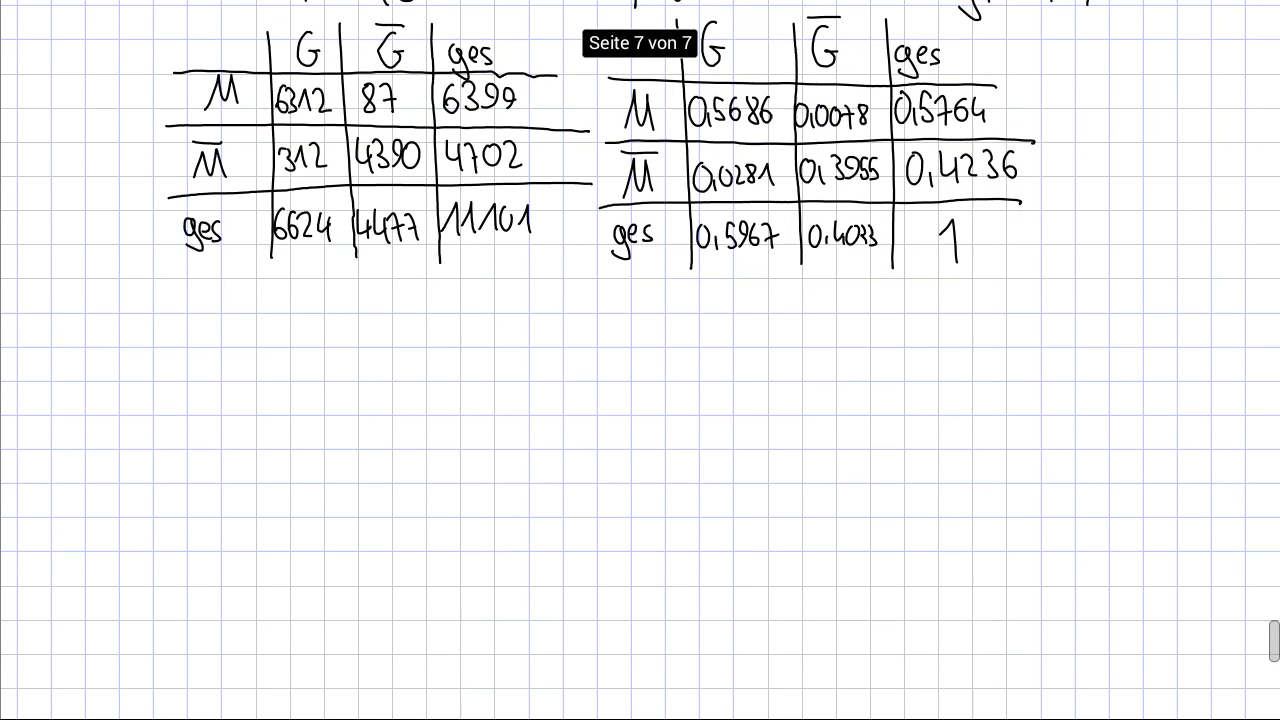 G G̅ ges Seite 7 von 7 G G̅ ges
M 6312 87 6399 M 0,5686 0,0078 0,5764
M̅ 312 4390 4702 M̅ 0,0281 0,3955 0,4236
ges 6624 4477 11101 ges 0,5967 0,4033 1